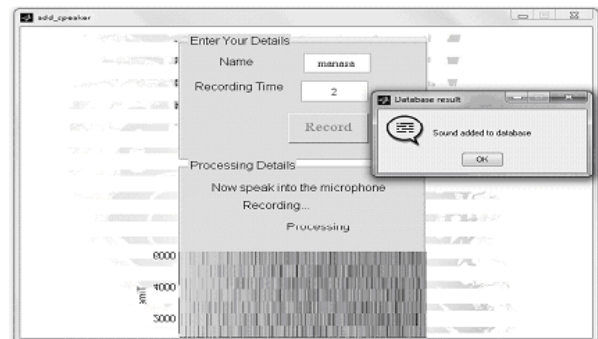 add_speaker
Enter Your Details
Name
manasa
Recording Time
2
Record
Database result
Sound added to database
OK
Processing Details
Now speak into the microphone
Recording...
Processing
6000
4000
Time